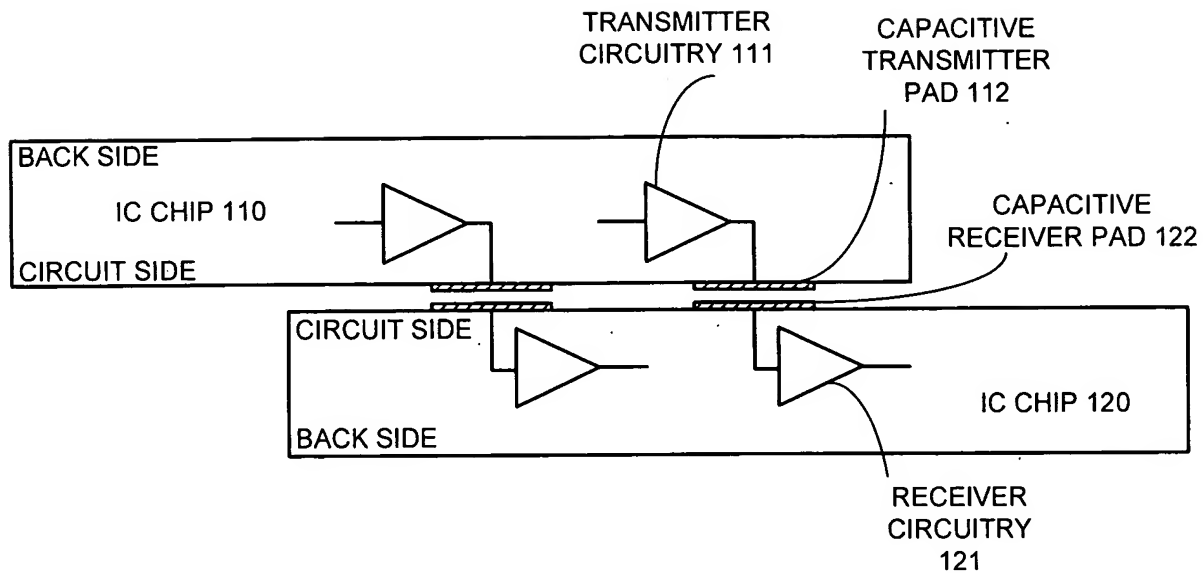 TRANSMITTER
CIRCUITRY 111
CAPACITIVE
TRANSMITTER
PAD 112
BACK SIDE
IC CHIP 110
CIRCUIT SIDE
CAPACITIVE
RECEIVER PAD 122
CIRCUIT SIDE
IC CHIP 120
BACK SIDE
RECEIVER
CIRCUITRY
121